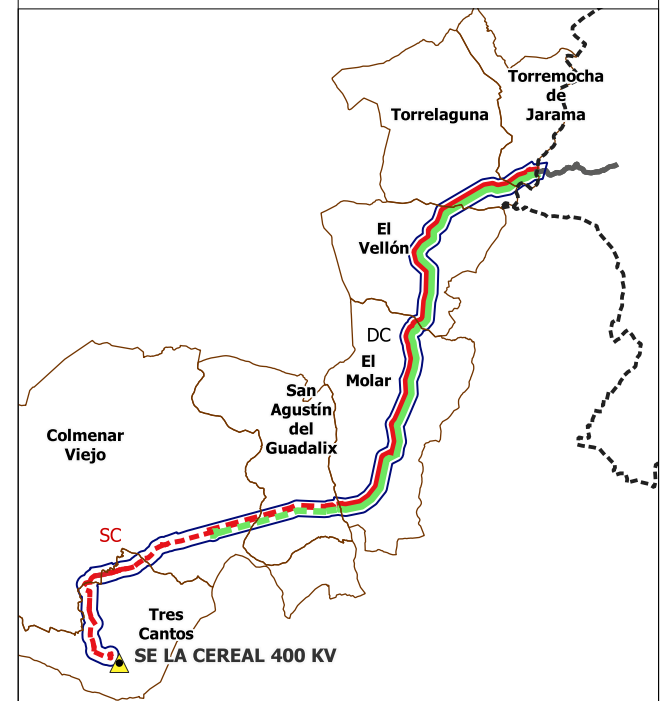 Torremocha
de
Jarama
Torrelaguna
El
Vellón
DC
El
Molar
San
Agustín
del
Guadalix
Colmenar
Viejo
SC
Tres
Cantos
SE LA CEREAL 400 KV